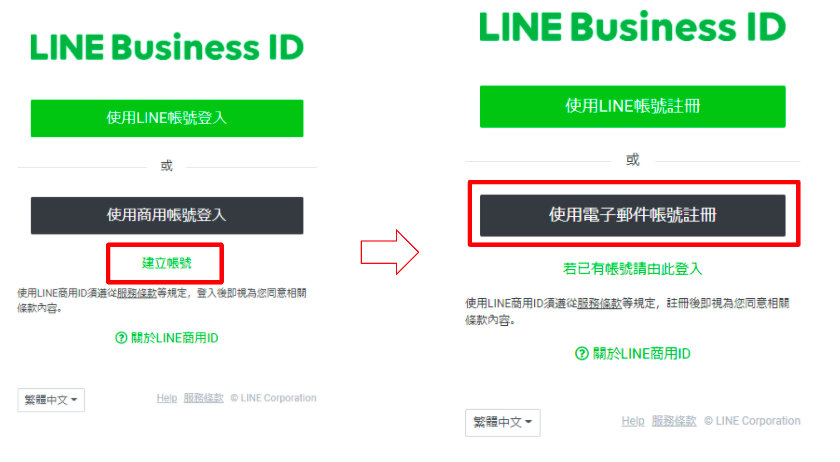 LINE Business ID
使用LINE帳號登入
或
使用商用帳號登入
建立帳號
使用LINE商用ID須遵從服務條款等規定，登入後即視為您同意相關
條款內容。
關於LINE商用ID
繁體中文
Help 服務條款 © LINE Corporation
LINE Business ID
使用LINE帳號註冊
或
使用電子郵件帳號註冊
若已有帳號請由此登入
使用LINE商用ID須遵從服務條款等規定，註冊後即視為您同意相關
條款內容。
關於LINE商用ID
繁體中文
Help 服務條款 © LINE Corporation